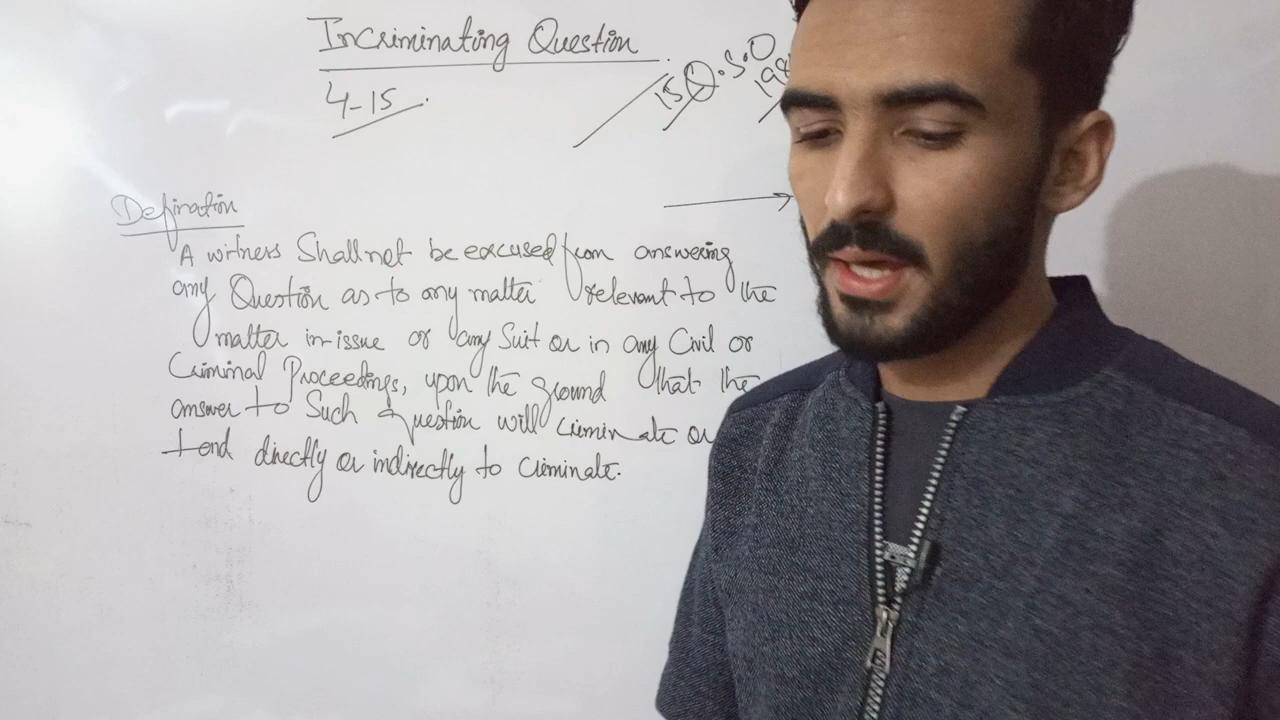 Incriminating Question
4-15
15 Q.S.O
198
Defination
A witness Shall not be excused from answering
any Question as to any matter relevant to the
matter in-issue or any Suit or in any Civil or
Criminal Proceedings, upon the ground that the
answer to Such question will criminate or
tend directly or indirectly to criminate.